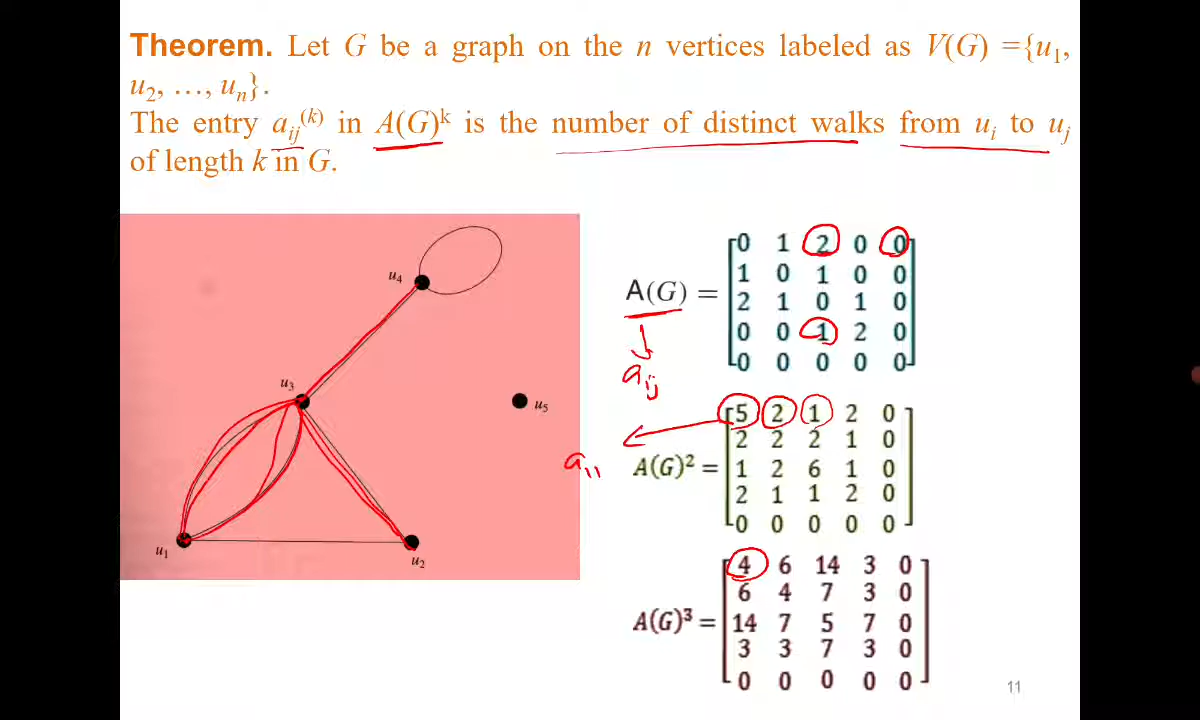 Theorem. Let G be a graph on the n vertices labeled as V(G) ={u1,
u2, …, un}.
The entry aij(k) in A(G)k is the number of distinct walks from ui to uj
of length k in G.
u4
u3
u5
u1
u2
A(G) =
0 1 2 0 0
1 0 1 0 0
2 1 0 1 0
0 0 1 2 0
0 0 0 0 0
aij
a11
A(G)² =
5 2 1 2 0
2 2 2 1 0
1 2 6 1 0
2 1 1 2 0
0 0 0 0 0
A(G)³ =
4 6 14 3 0
6 4 7 3 0
14 7 5 7 0
3 3 7 3 0
0 0 0 0 0
11